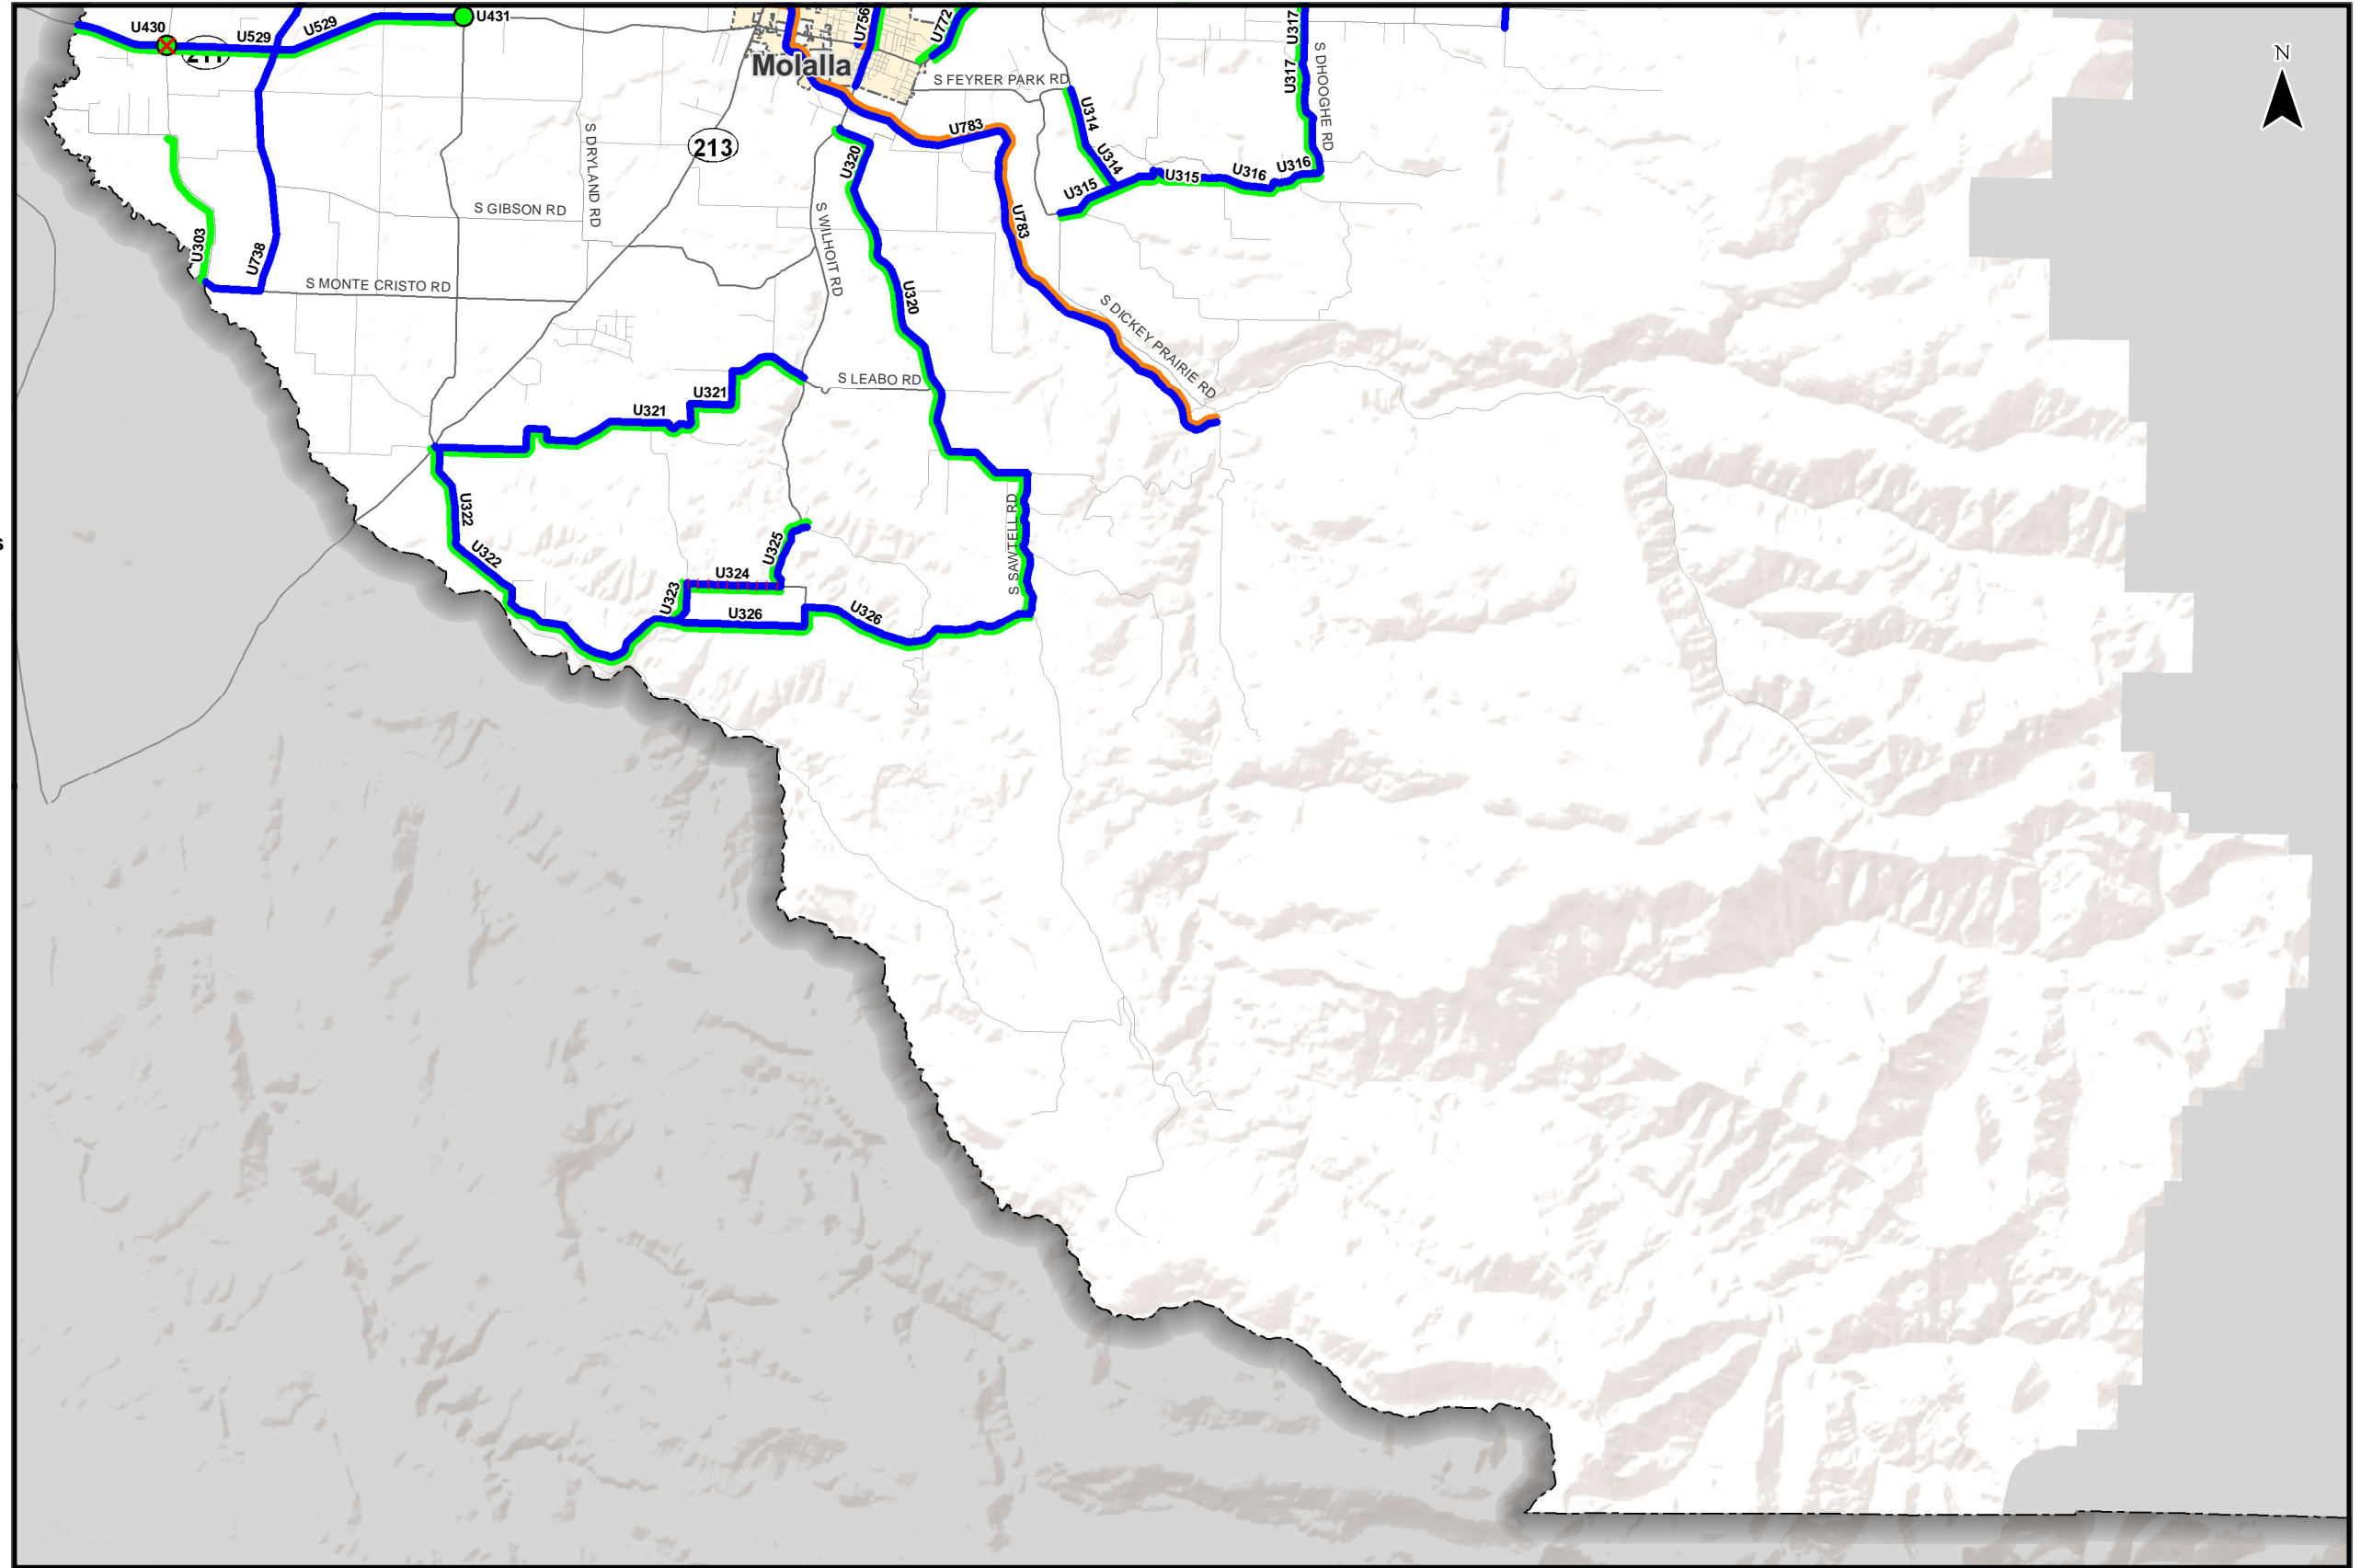 U430
U529
U529
U431
211
U756
U772
Molalla
S FEYRER PARK RD
U317
U317
S DHOOGHE RD
N
U783
U314
U314
S DRYLAND RD
213
U320
U315
U315
U316
U316
S GIBSON RD
U783
U303
U738
S WILHOIT RD
S MONTE CRISTO RD
U320
S DICKEY PRAIRIE RD
S LEABO RD
U321
U321
U322
U322
S SAWTELL RD
U325
U324
U323
U326
U326
s